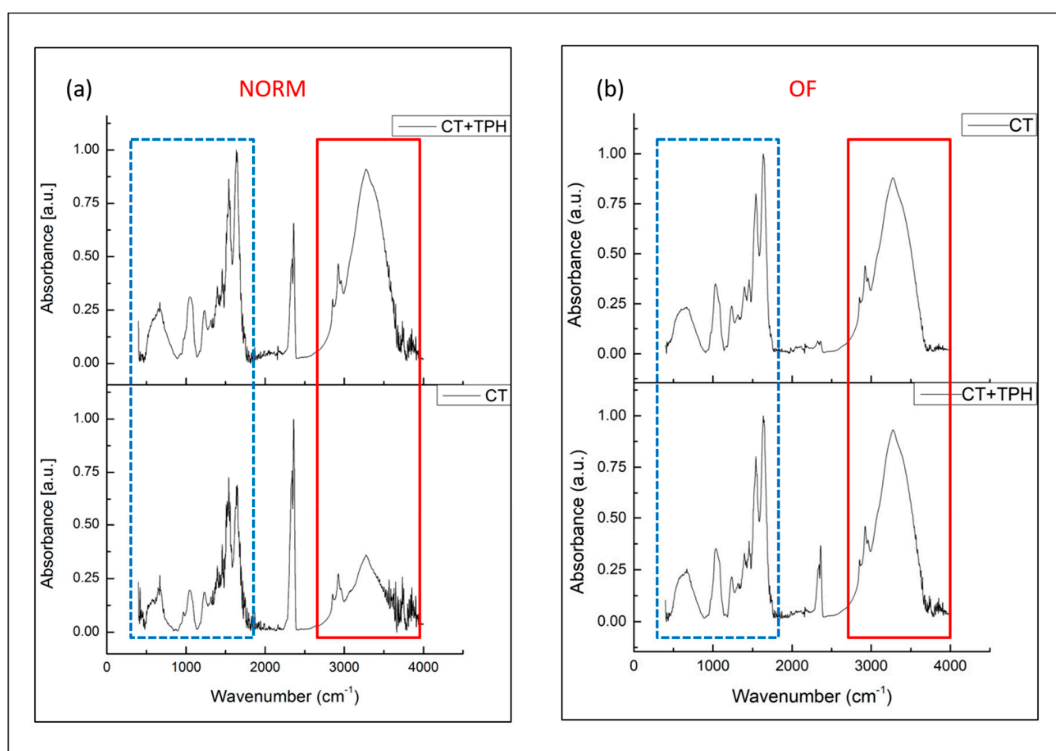 (a) NORM
CT+TPH
1.00
0.75
0.50
0.25
0.00
Absorbance [a.u.]
CT
1.00
0.75
0.50
0.25
0.00
Absorbance [a.u.]
0 1000 2000 3000 4000
Wavenumber (cm⁻¹)
(b) OF
CT
1.00
0.75
0.50
0.25
0.00
Absorbance (a.u.)
CT+TPH
1.00
0.75
0.50
0.25
0.00
Absorbance (a.u.)
0 1000 2000 3000 4000
Wavenumber (cm⁻¹)